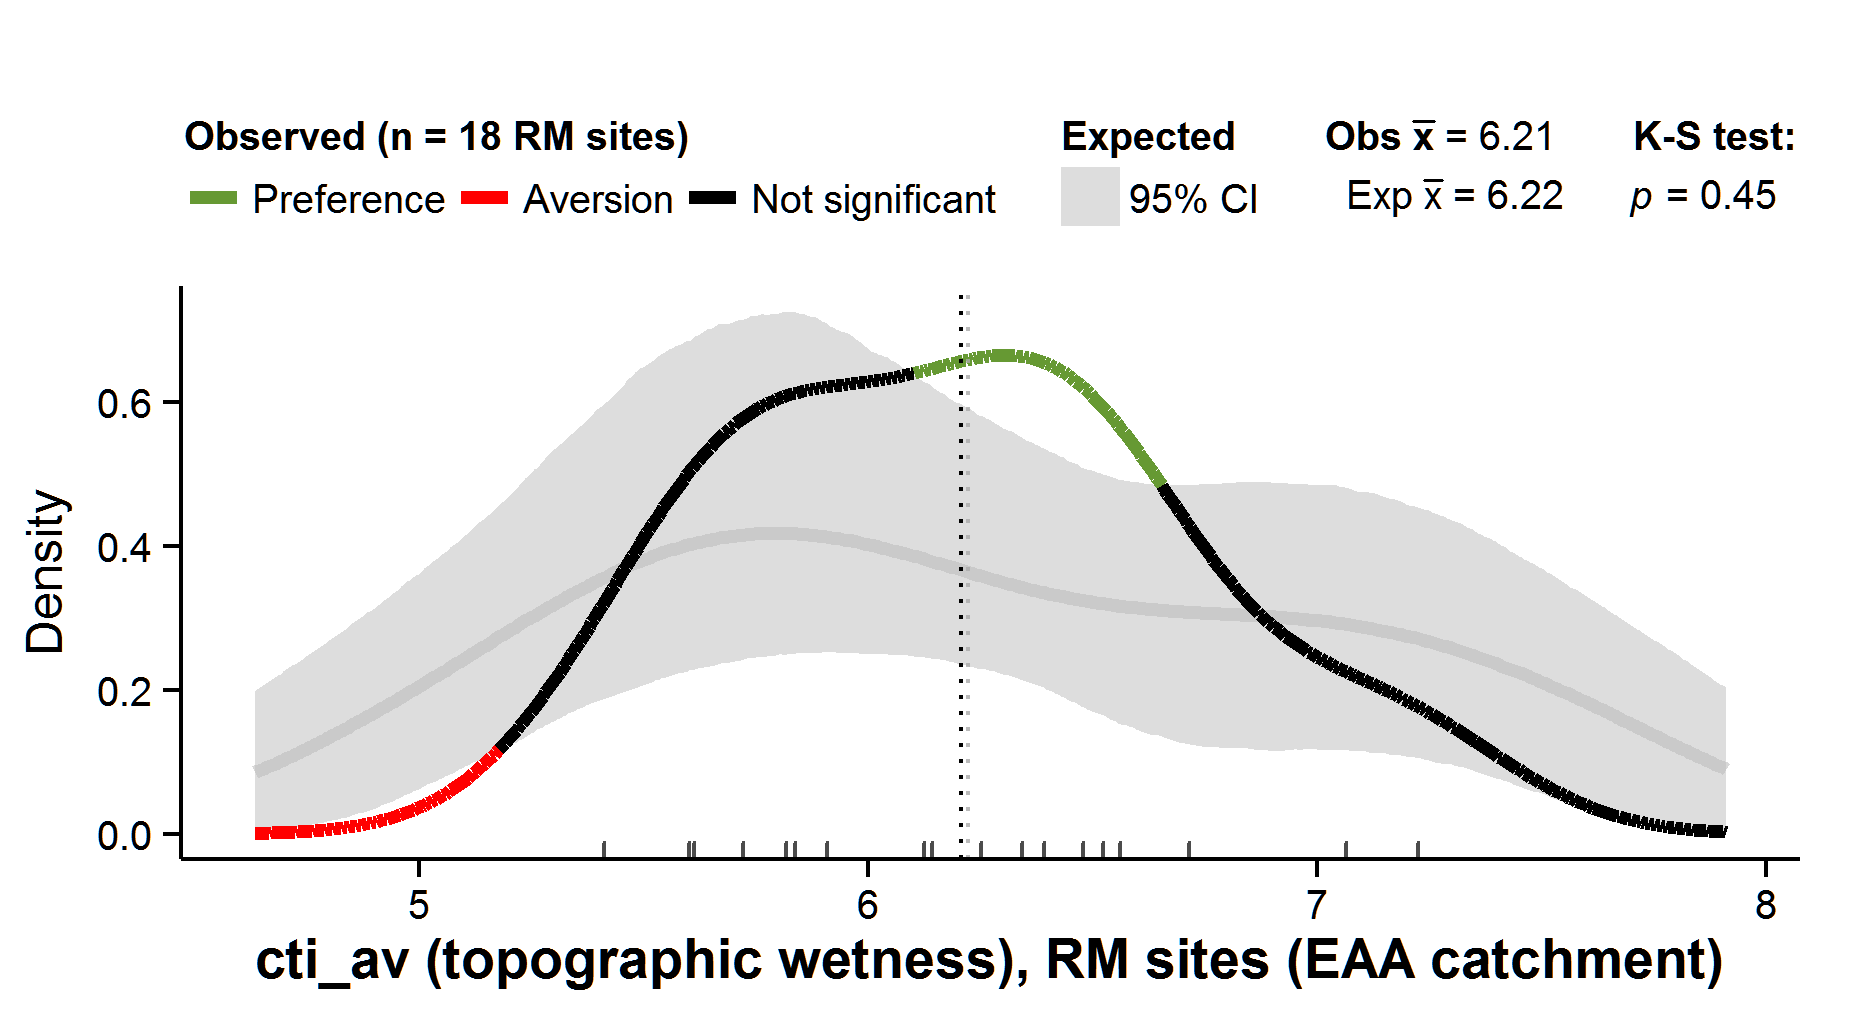 Observed (n = 18 RM sites) Expected Obs x̅ = 6.21 K-S test:
Preference Aversion Not significant 95% CI Exp x̅ = 6.22 p = 0.45
Density
0.6
0.4
0.2
0.0
5 6 7 8
cti_av (topographic wetness), RM sites (EAA catchment)